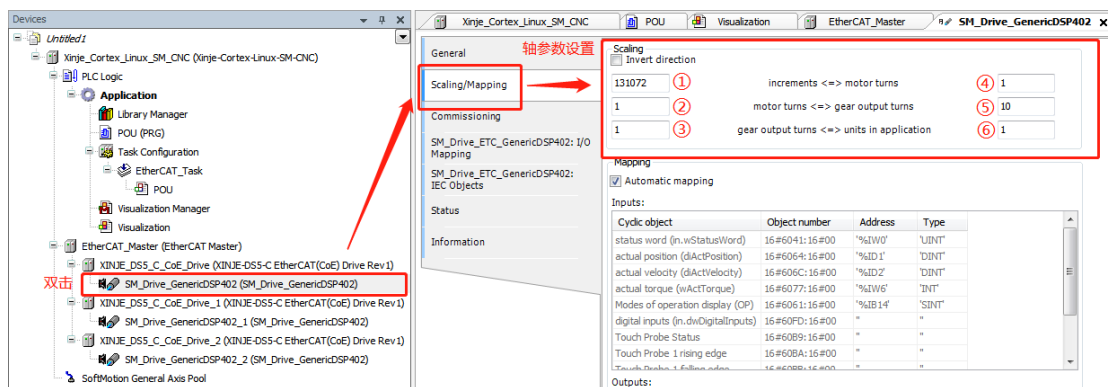 Devices
Untitled1
Xinje_Cortex_Linux_SM_CNC (Xinje-Cortex-Linux-SM-CNC)
PLC Logic
Application
Library Manager
POU (PRG)
Task Configuration
EtherCAT_Task
POU
Visualization Manager
Visualization
EtherCAT_Master (EtherCAT Master)
XINJE_DS5_C_CoE_Drive (XINJE-DS5-C EtherCAT(CoE) Drive Rev1)
双击
SM_Drive_GenericDSP402 (SM_Drive_GenericDSP402)
XINJE_DS5_C_CoE_Drive_1 (XINJE-DS5-C EtherCAT(CoE) Drive Rev1)
SM_Drive_GenericDSP402_1 (SM_Drive_GenericDSP402)
XINJE_DS5_C_CoE_Drive_2 (XINJE-DS5-C EtherCAT(CoE) Drive Rev1)
SM_Drive_GenericDSP402_2 (SM_Drive_GenericDSP402)
SoftMotion General Axis Pool
Xinje_Cortex_Linux_SM_CNC
POU
Visualization
EtherCAT_Master
SM_Drive_GenericDSP402 x
General
轴参数设置
Scaling/Mapping
Commissioning
SM_Drive_ETC_GenericDSP402: I/O
Mapping
SM_Drive_ETC_GenericDSP402:
IEC Objects
Status
Information
Scaling
Invert direction
131072 ① increments <=> motor turns ④ 1
1 ② motor turns <=> gear output turns ⑤ 10
1 ③ gear output turns <=> units in application ⑥ 1
Mapping
Automatic mapping
Inputs:
Cyclic object Object number Address Type
status word (in.wStatusWord) 16#6041:16#00 '%IW0' 'UINT'
actual position (diActPosition) 16#6064:16#00 '%ID1' 'DINT'
actual velocity (diActVelocity) 16#606C:16#00 '%ID2' 'DINT'
actual torque (wActTorque) 16#6077:16#00 '%IW6' 'INT'
Modes of operation display (OP) 16#6061:16#00 '%IB14' 'SINT'
digital inputs (in.dwDigitalInputs) 16#60FD:16#00 '' ''
Touch Probe Status 16#60B9:16#00 '' ''
Touch Probe 1 rising edge 16#60BA:16#00 '' ''
Touch Probe 1 falling edge 16#60BB:16#00 '' ''
Outputs: